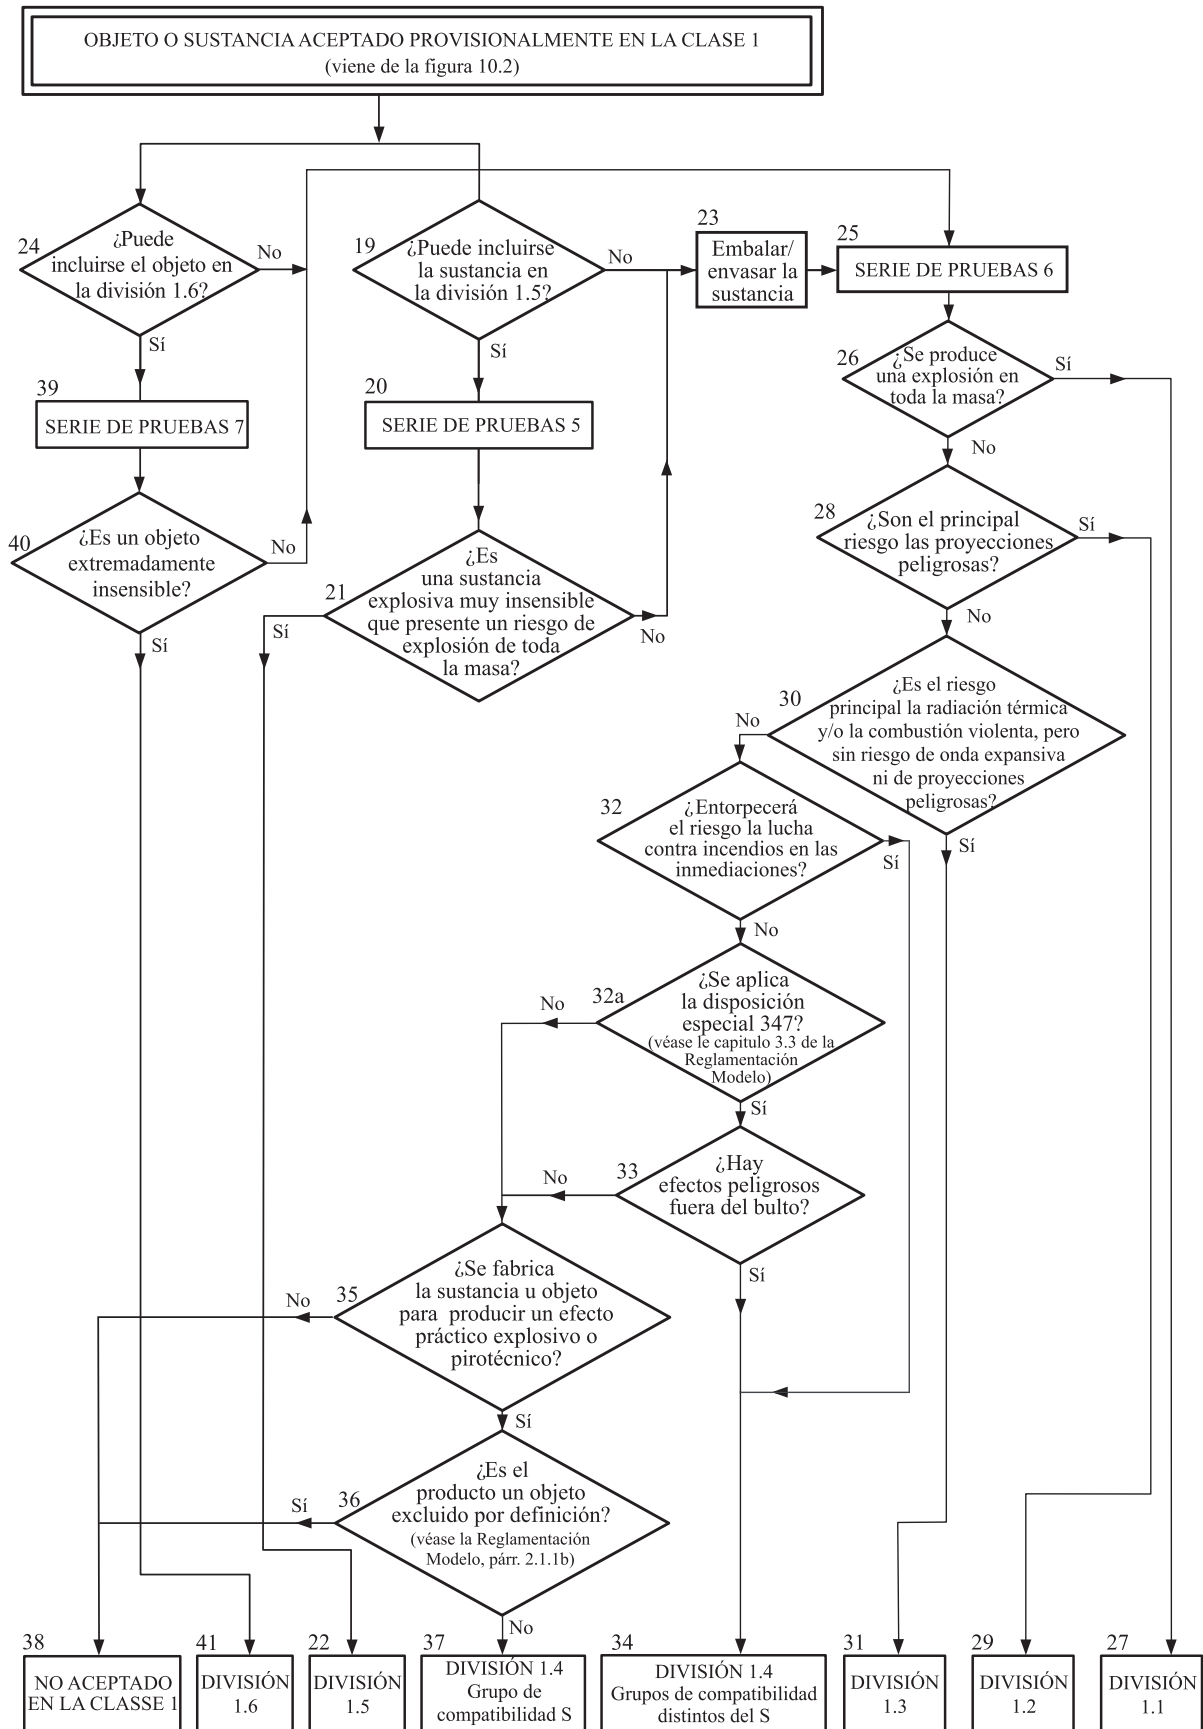 OBJETO O SUSTANCIA ACEPTADO PROVISIONALMENTE EN LA CLASE 1
(viene de la figura 10.2)
24
¿Puede
incluirse el objeto en
la división 1.6?
No
Sí
19
¿Puede incluirse
la sustancia en
la división 1.5?
No
Sí
23
Embalar/
envasar la
sustancia
25
SERIE DE PRUEBAS 6
26
¿Se produce
una explosión en
toda la masa?
Sí
No
39
SERIE DE PRUEBAS 7
20
SERIE DE PRUEBAS 5
40
¿Es un objeto
extremadamente
insensible?
No
Sí
21
¿Es
una sustancia
explosiva muy insensible
que presente un riesgo de
explosión de toda
la masa?
Sí
No
28
¿Son el principal
riesgo las proyecciones
peligrosas?
Sí
No
30
¿Es el riesgo
principal la radiación térmica
y/o la combustión violenta, pero
sin riesgo de onda expansiva
ni de proyecciones
peligrosas?
No
Sí
32
¿Entorpecerá
el riesgo la lucha
contra incendios en las
inmediaciones?
Sí
No
32a
¿Se aplica
la disposición
especial 347?
(véase le capitulo 3.3 de la
Reglamentación
Modelo)
No
Sí
33
¿Hay
efectos peligrosos
fuera del bulto?
No
Sí
35
¿Se fabrica
la sustancia u objeto
para producir un efecto
práctico explosivo o
pirotécnico?
No
Sí
36
¿Es el
producto un objeto
excluido por definición?
(véase la Reglamentación
Modelo, párr. 2.1.1b)
Sí
No
38
NO ACEPTADO
EN LA CLASSE 1
41
DIVISIÓN
1.6
22
DIVISIÓN
1.5
37
DIVISIÓN 1.4
Grupo de
compatibilidad S
34
DIVISIÓN 1.4
Grupos de compatibilidad
distintos del S
31
DIVISIÓN
1.3
29
DIVISIÓN
1.2
27
DIVISIÓN
1.1